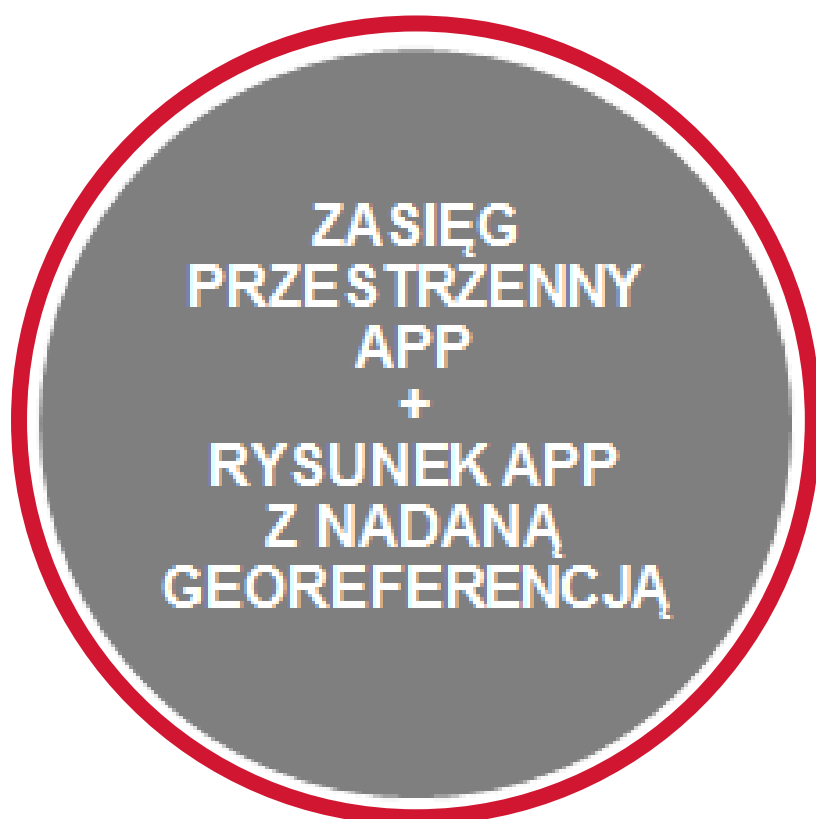 ZASIĘG
PRZESTRZENNY
APP
+
RYSUNEK APP
Z NADANĄ
GEOREFERENCJĄ